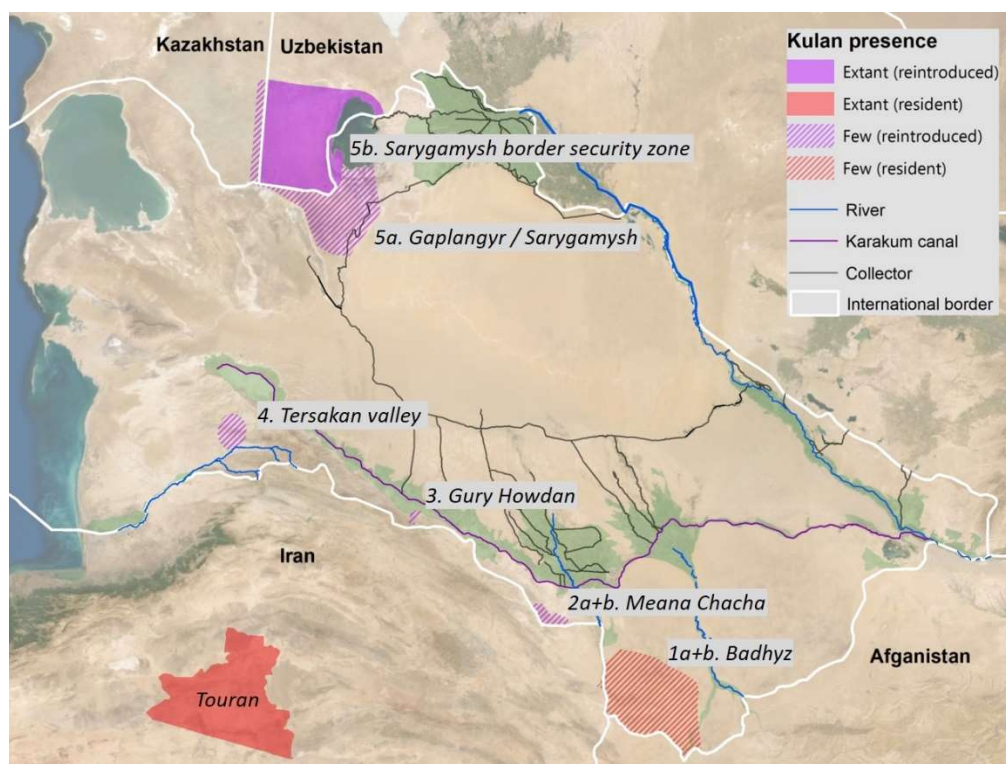 Kazakhstan
Uzbekistan
Kulan presence
Extant (reintroduced)
Extant (resident)
Few (reintroduced)
Few (resident)
River
Karakum canal
Collector
International border
5b. Sarygamysh border security zone
5a. Gaplangyr / Sarygamysh
4. Tersakan valley
3. Gury Howdan
Iran
2a+b. Meana Chacha
1a+b. Badhyz
Afganistan
Touran